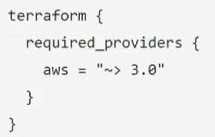 terraform {
  required_providers {
    aws = "~> 3.0"
  }
}